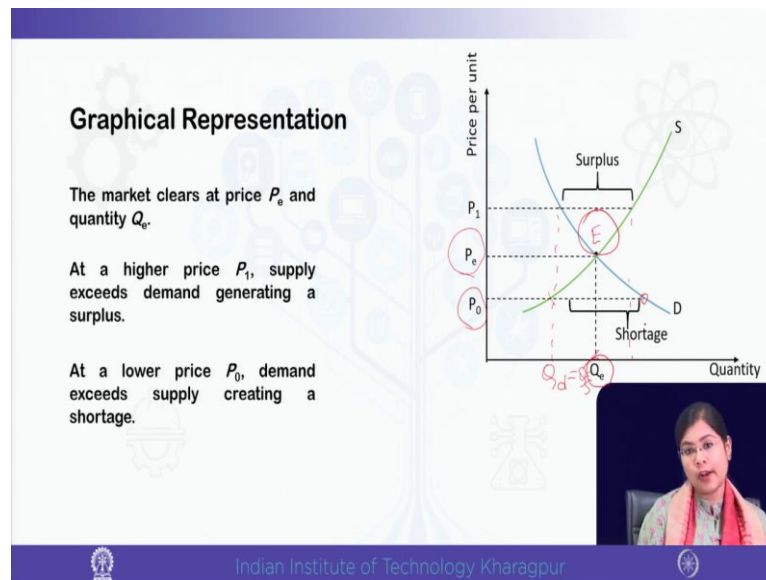 Graphical Representation
The market clears at price Pe and
quantity Qe.
At a higher price P1, supply
exceeds demand generating a
surplus.
At a lower price P0, demand
exceeds supply creating a
shortage.
Price per unit
S
Surplus
P1
E
Pe
P0
D
Shortage
Qd=
Qe
Quantity
Indian Institute of Technology Kharagpur